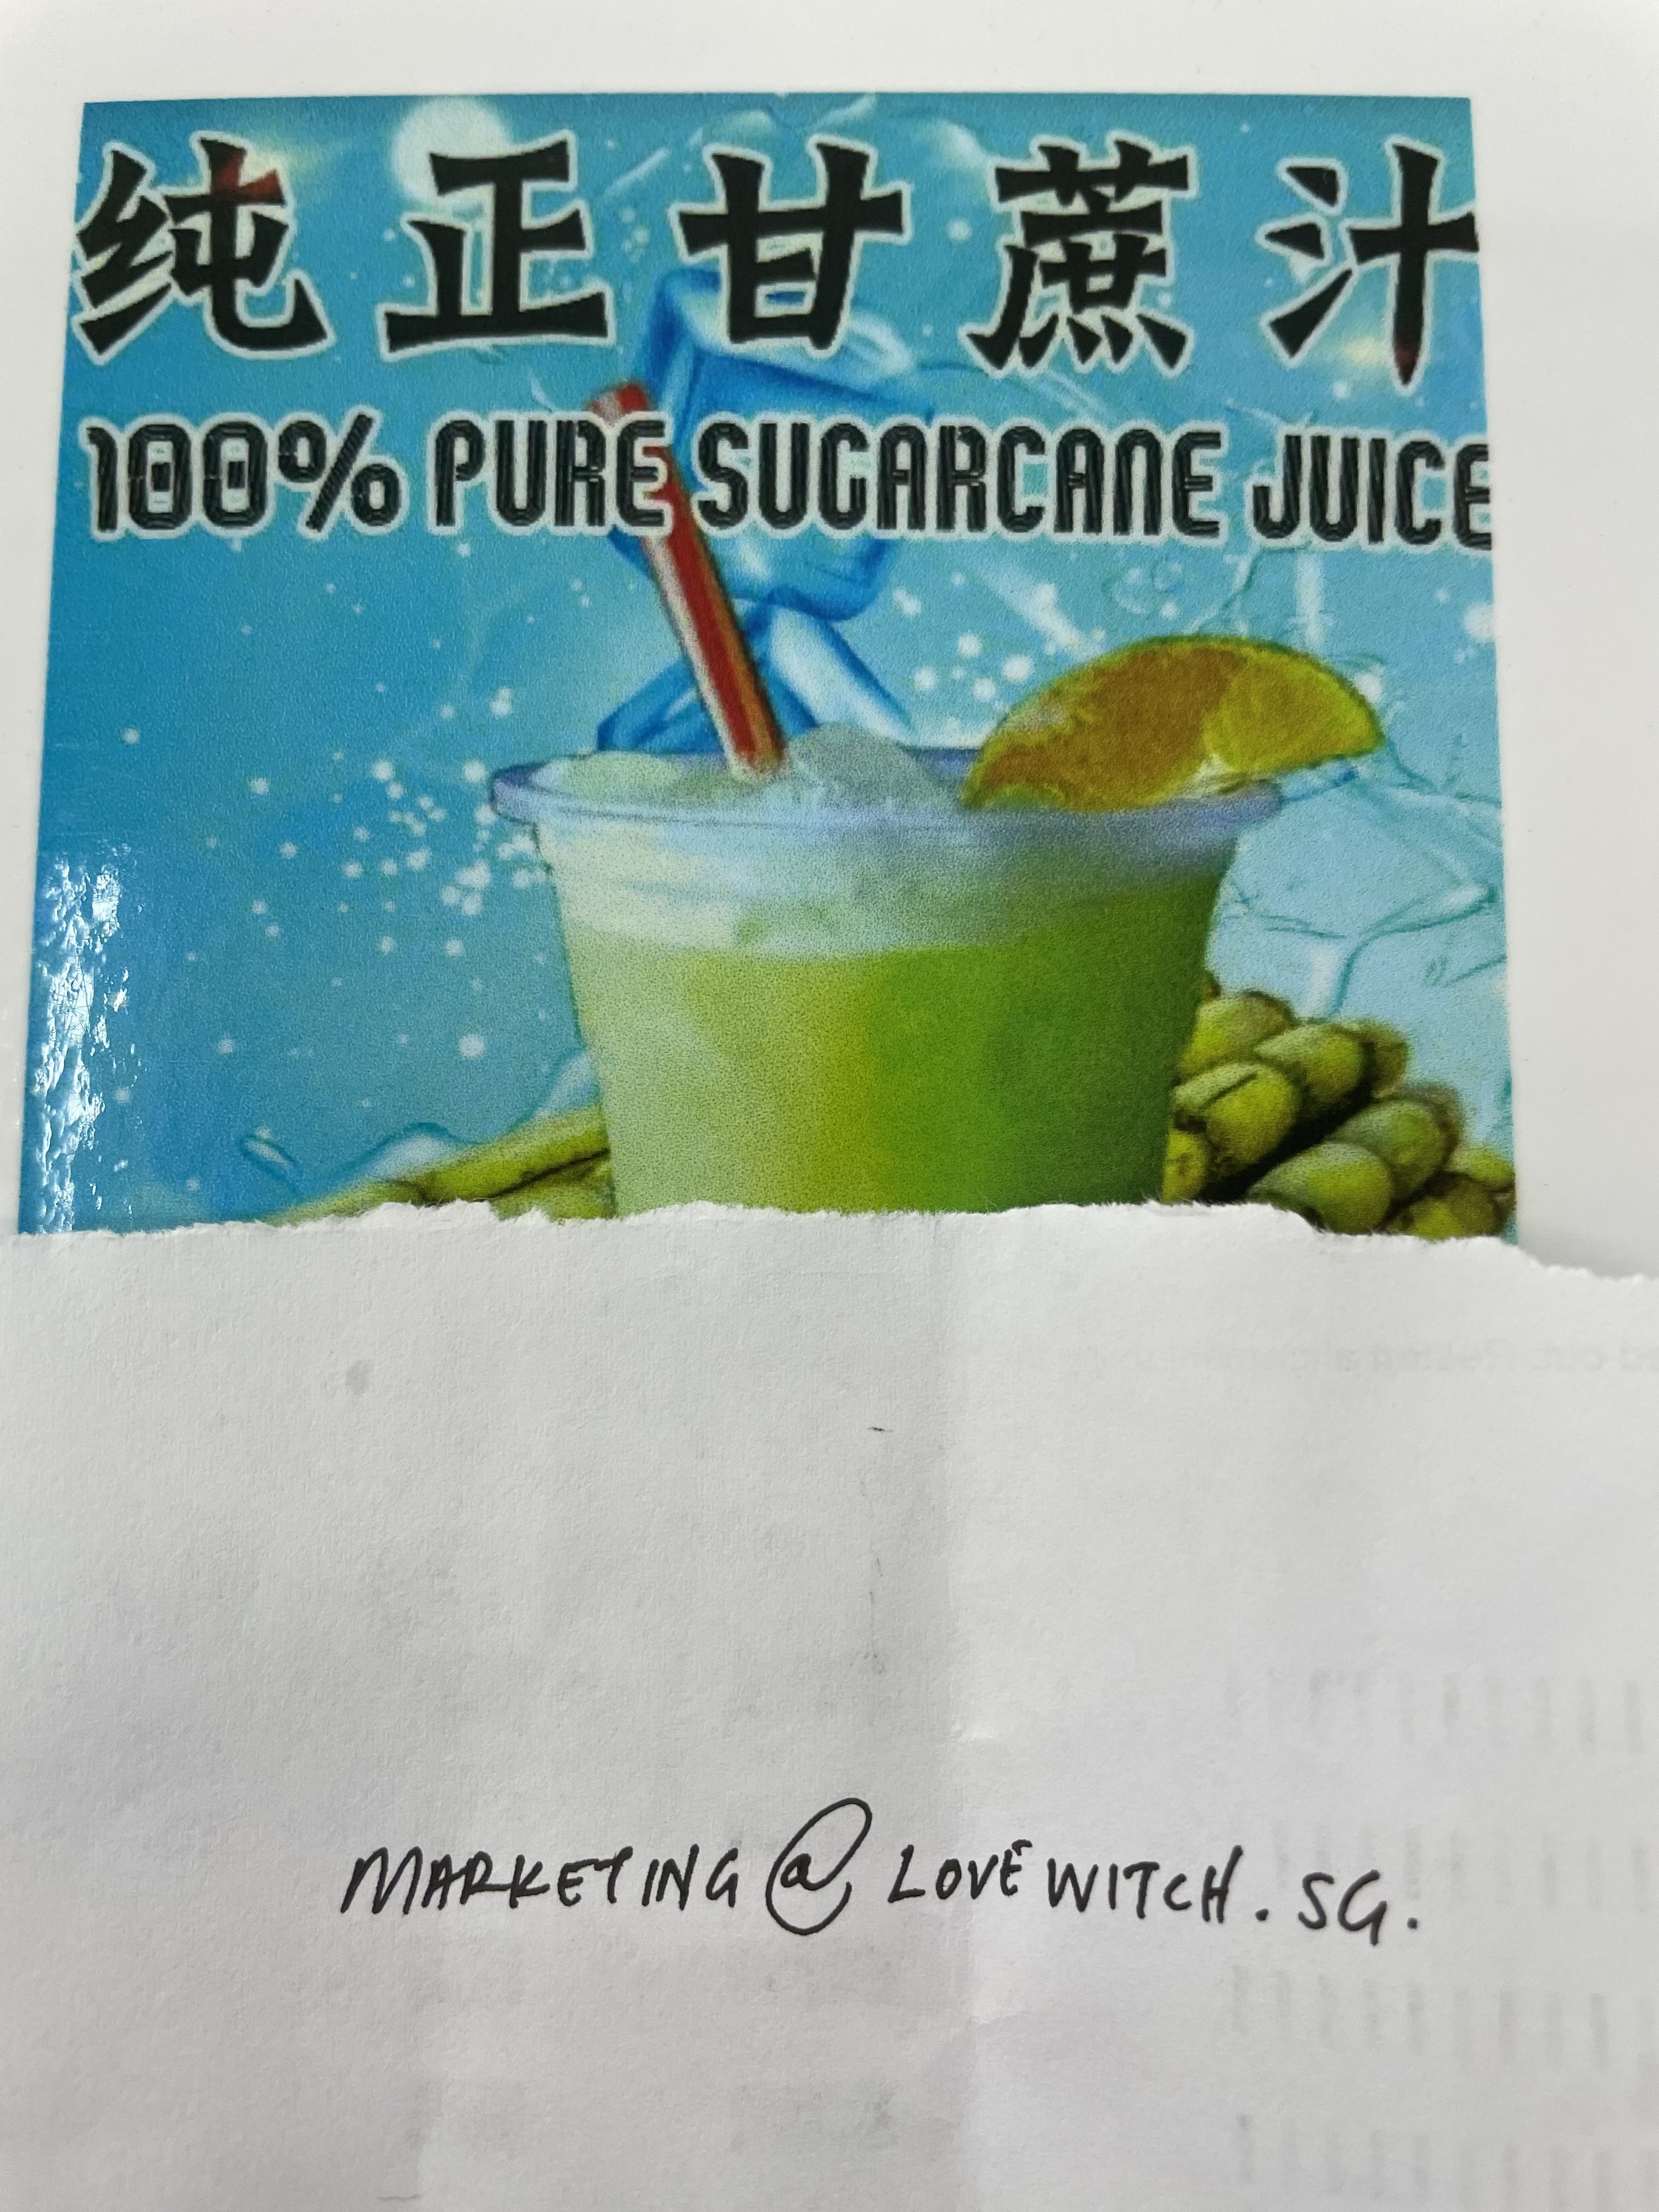 纯正甘蔗汁
100% PURE SUGARCANE JUICE
MARKETING@LOVEWITCH.SG.